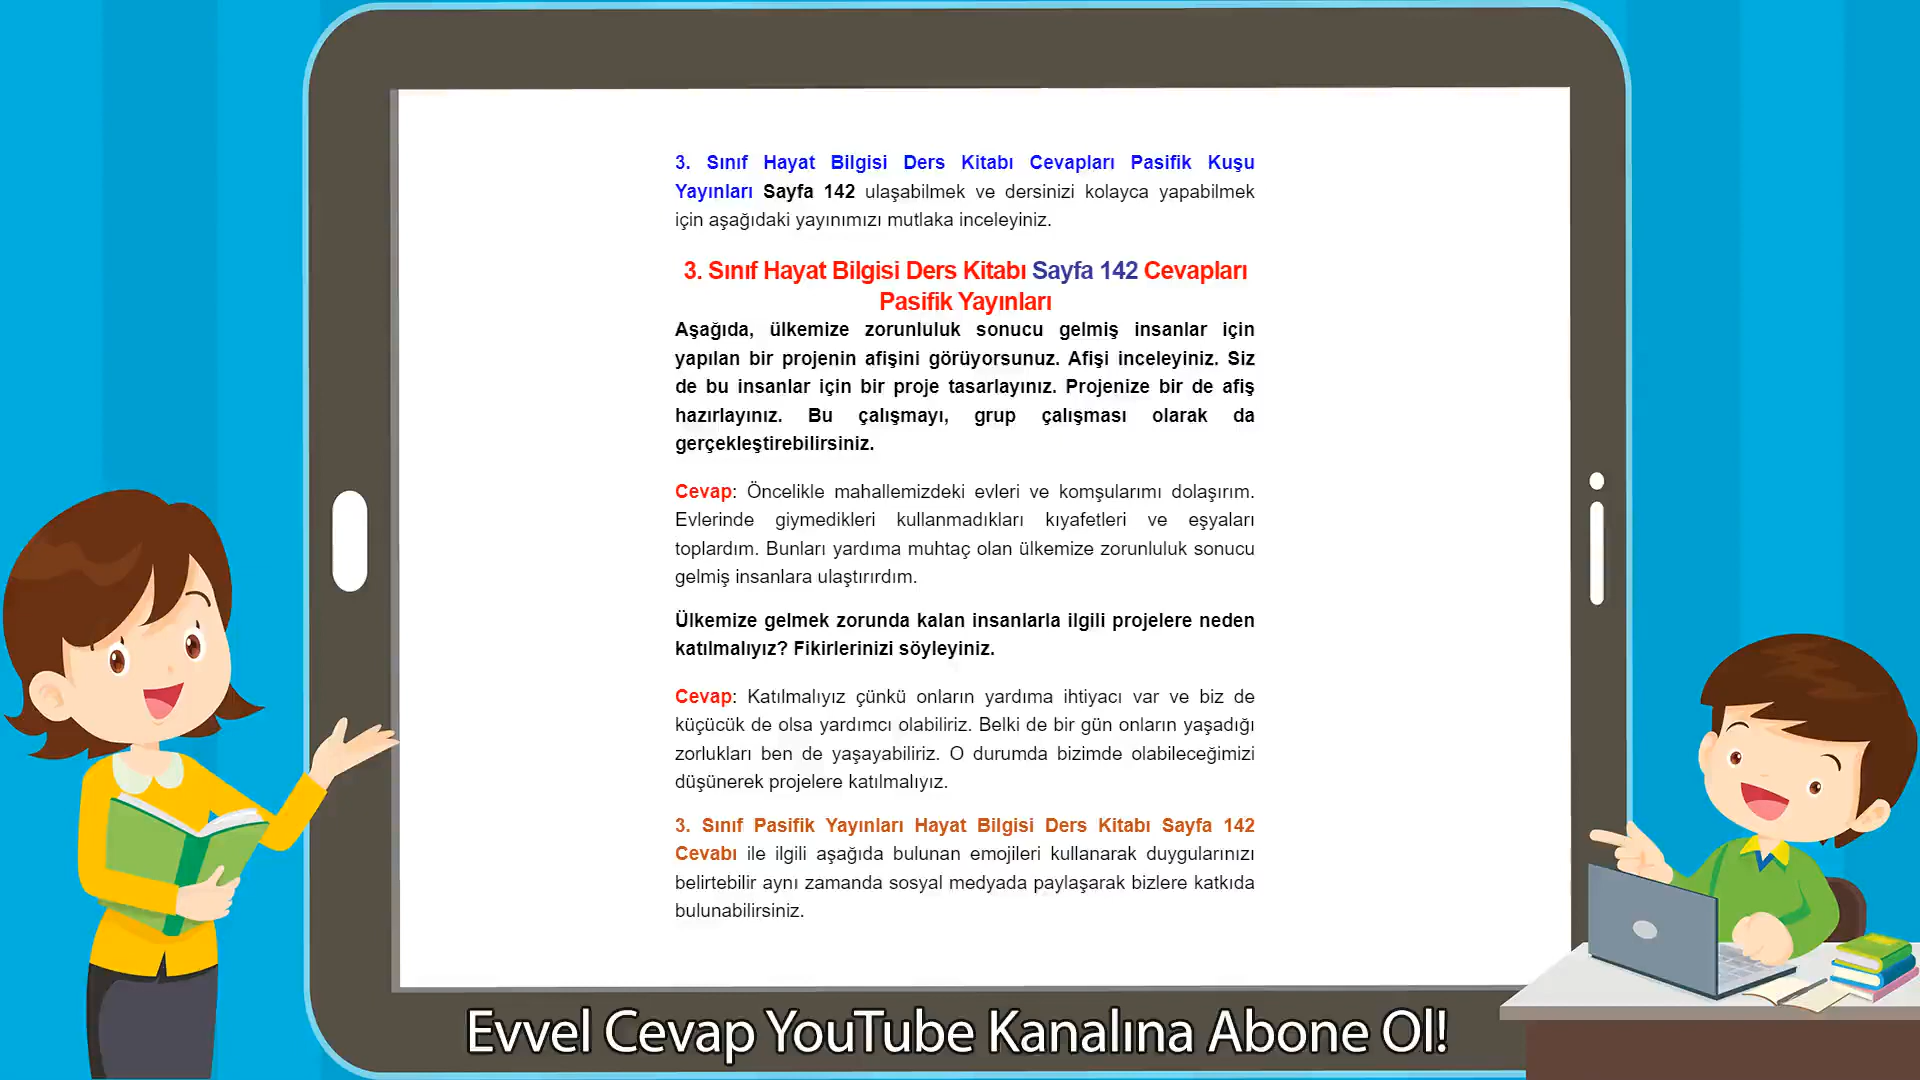 3. Sınıf Hayat Bilgisi Ders Kitabı Cevapları Pasifik Kuşu
Yayınları Sayfa 142 ulaşabilmek ve dersinizi kolayca yapabilmek
için aşağıdaki yayınımızı mutlaka inceleyiniz.
3. Sınıf Hayat Bilgisi Ders Kitabı Sayfa 142 Cevapları
Pasifik Yayınları
Aşağıda, ülkemize zorunluluk sonucu gelmiş insanlar için
yapılan bir projenin afişini görüyorsunuz. Afişi inceleyiniz. Siz
de bu insanlar için bir proje tasarlayınız. Projenize bir de afiş
hazırlayınız. Bu çalışmayı, grup çalışması olarak da
gerçekleştirebilirsiniz.
Cevap: Öncelikle mahallemizdeki evleri ve komşularımı dolaşırım.
Evlerinde giymedikleri kullanmadıkları kıyafetleri ve eşyaları
toplardım. Bunları yardıma muhtaç olan ülkemize zorunluluk sonucu
gelmiş insanlara ulaştırırdım.
Ülkemize gelmek zorunda kalan insanlarla ilgili projelere neden
katılmalıyız? Fikirlerinizi söyleyiniz.
Cevap: Katılmalıyız çünkü onların yardıma ihtiyacı var ve biz de
küçücük de olsa yardımcı olabiliriz. Belki de bir gün onların yaşadığı
zorlukları ben de yaşayabiliriz. O durumda bizimde olabileceğimizi
düşünerek projelere katılmalıyız.
3. Sınıf Pasifik Yayınları Hayat Bilgisi Ders Kitabı Sayfa 142
Cevabı ile ilgili aşağıda bulunan emojileri kullanarak duygularınızı
belirtebilir aynı zamanda sosyal medyada paylaşarak bizlere katkıda
bulunabilirsiniz.
Evvel Cevap YouTube Kanalına Abone Ol!